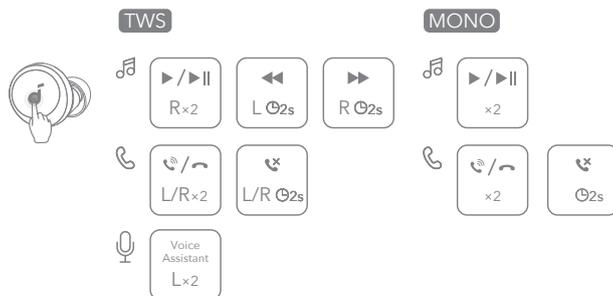 TWS
MONO
R×2
L 2s
R 2s
×2
L/R×2
L/R 2s
×2
2s
Voice
Assistant
L×2